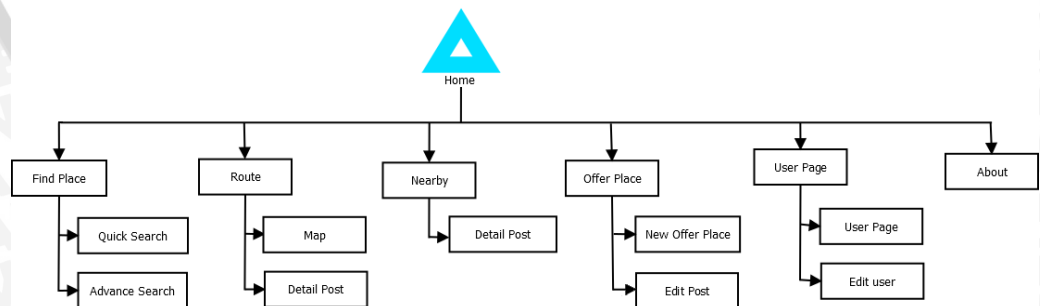 Home
Find Place
Route
Nearby
Offer Place
User Page
About
Quick Search
Map
Detail Post
New Offer Place
User Page
Advance Search
Detail Post
Edit Post
Edit user